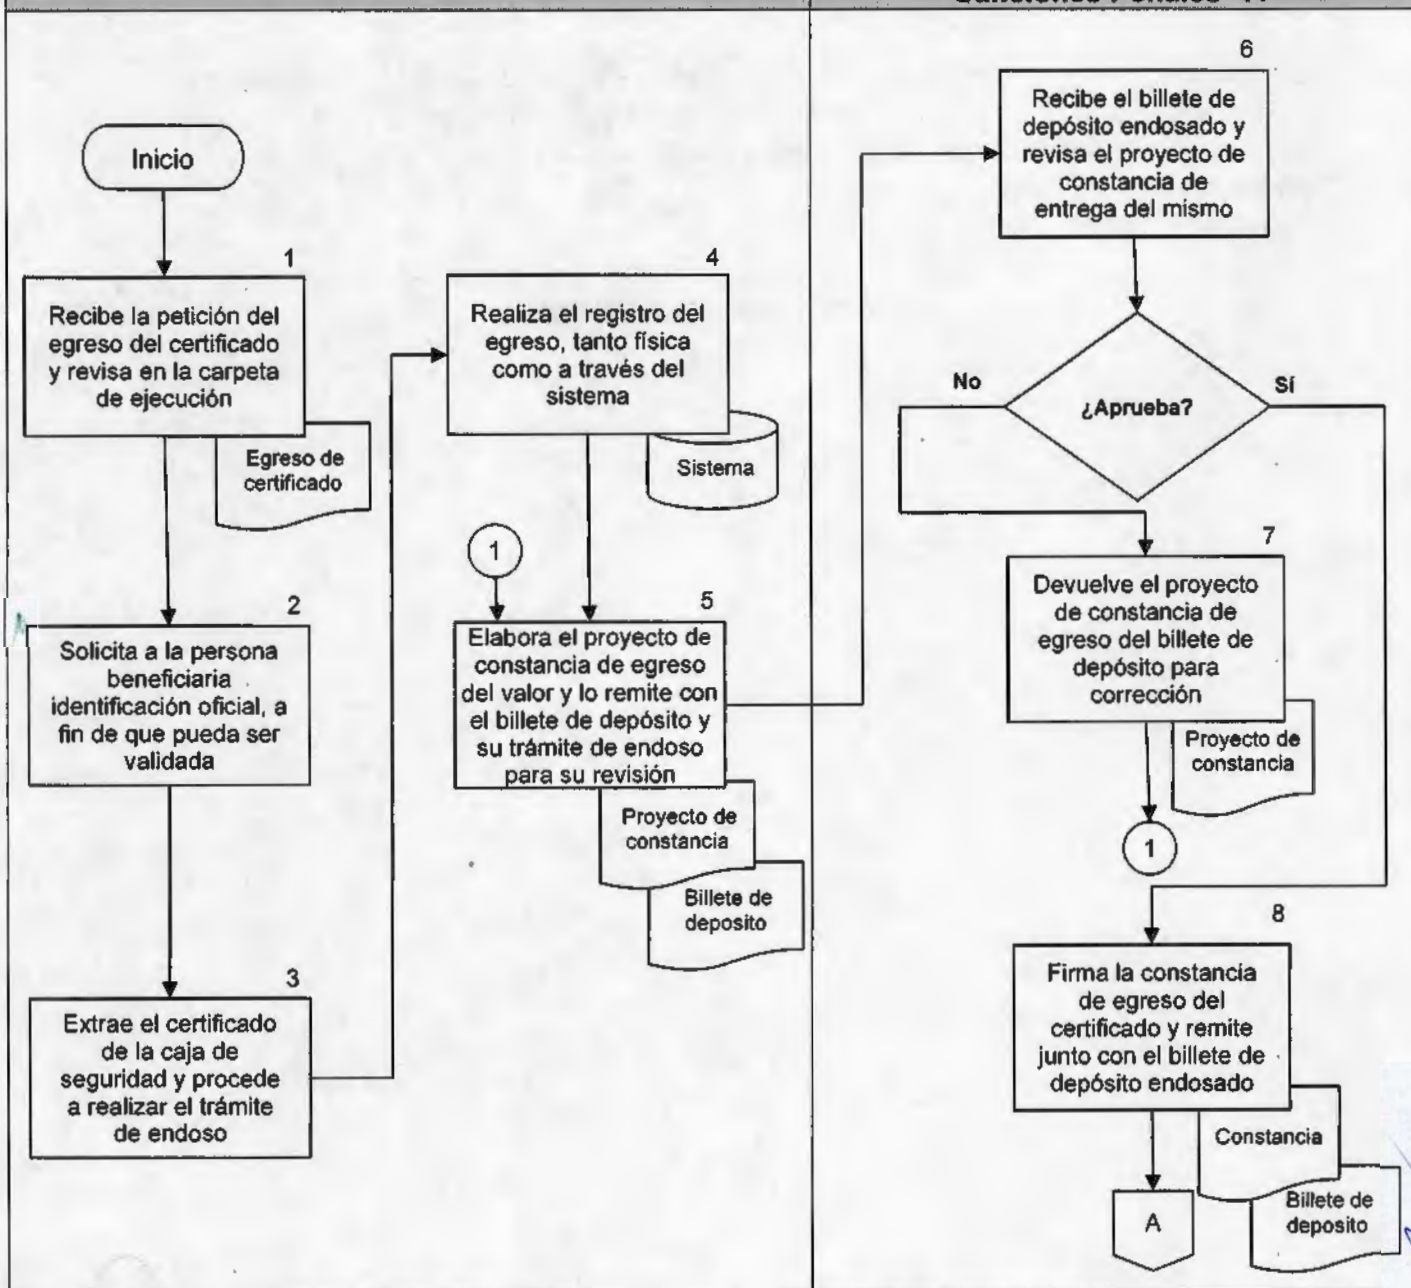 Inicio
1
Recibe la petición del
egreso del certificado
y revisa en la carpeta
de ejecución
Egreso de
certificado
2
Solicita a la persona
beneficiaria
identificación oficial, a
fin de que pueda ser
validada
3
Extrae el certificado
de la caja de
seguridad y procede
a realizar el trámite
de endoso
4
Realiza el registro del
egreso, tanto física
como a través del
sistema
Sistema
1
5
Elabora el proyecto de
constancia de egreso
del valor y lo remite con
el billete de depósito y
su trámite de endoso
para su revisión
Proyecto de
constancia
Billete de
deposito
6
Recibe el billete de
depósito endosado y
revisa el proyecto de
constancia de
entrega del mismo
¿Aprueba?
No
Sí
7
Devuelve el proyecto
de constancia de
egreso del billete de
depósito para
corrección
Proyecto de
constancia
1
8
Firma la constancia
de egreso del
certificado y remite
junto con el billete de
depósito endosado
Constancia
Billete de
deposito
A